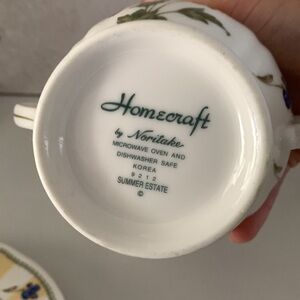 Homecraft
by Noritake
MICROWAVE OVEN AND
DISHWASHER SAFE
KOREA
9212
SUMMER ESTATE
©